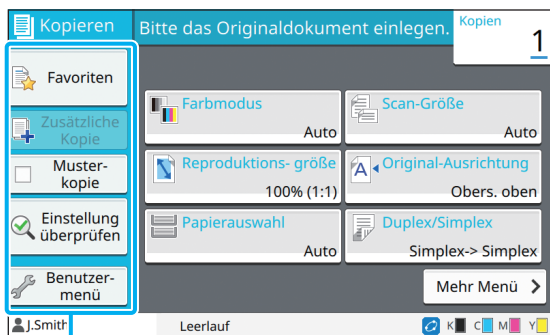 Kopieren
Bitte das Originaldokument einlegen.
Kopien
1
Favoriten
Zusätzliche
Kopie
Muster-
kopie
Einstellung
überprüfen
Benutzer-
menü
Farbmodus
Auto
Scan-Größe
Auto
Reproduktions- größe
100% (1:1)
Original-Ausrichtung
Obers. oben
Papierauswahl
Auto
Duplex/Simplex
Simplex-> Simplex
Mehr Menü
J.Smith
Leerlauf
K C M Y